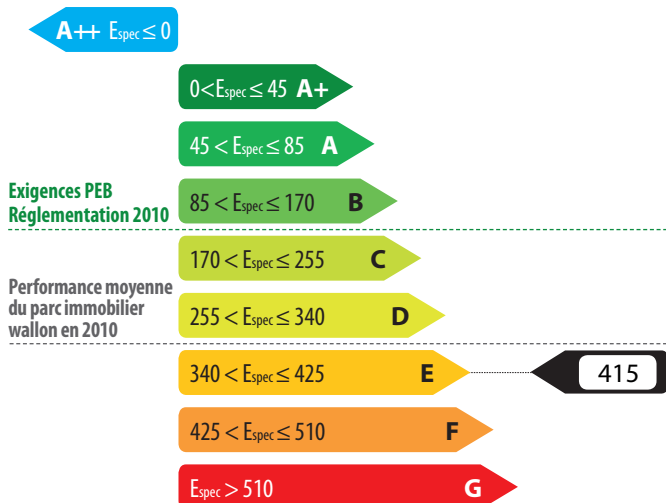 A++ Espec ≤ 0
0<Espec ≤ 45 A+
45 < Espec ≤ 85 A
Exigences PEB
Réglementation 2010
85 < Espec ≤ 170 B
170 < Espec ≤ 255 C
Performance moyenne
du parc immobilier
wallon en 2010
255 < Espec ≤ 340 D
340 < Espec ≤ 425 E 415
425 < Espec ≤ 510 F
Espec > 510 G